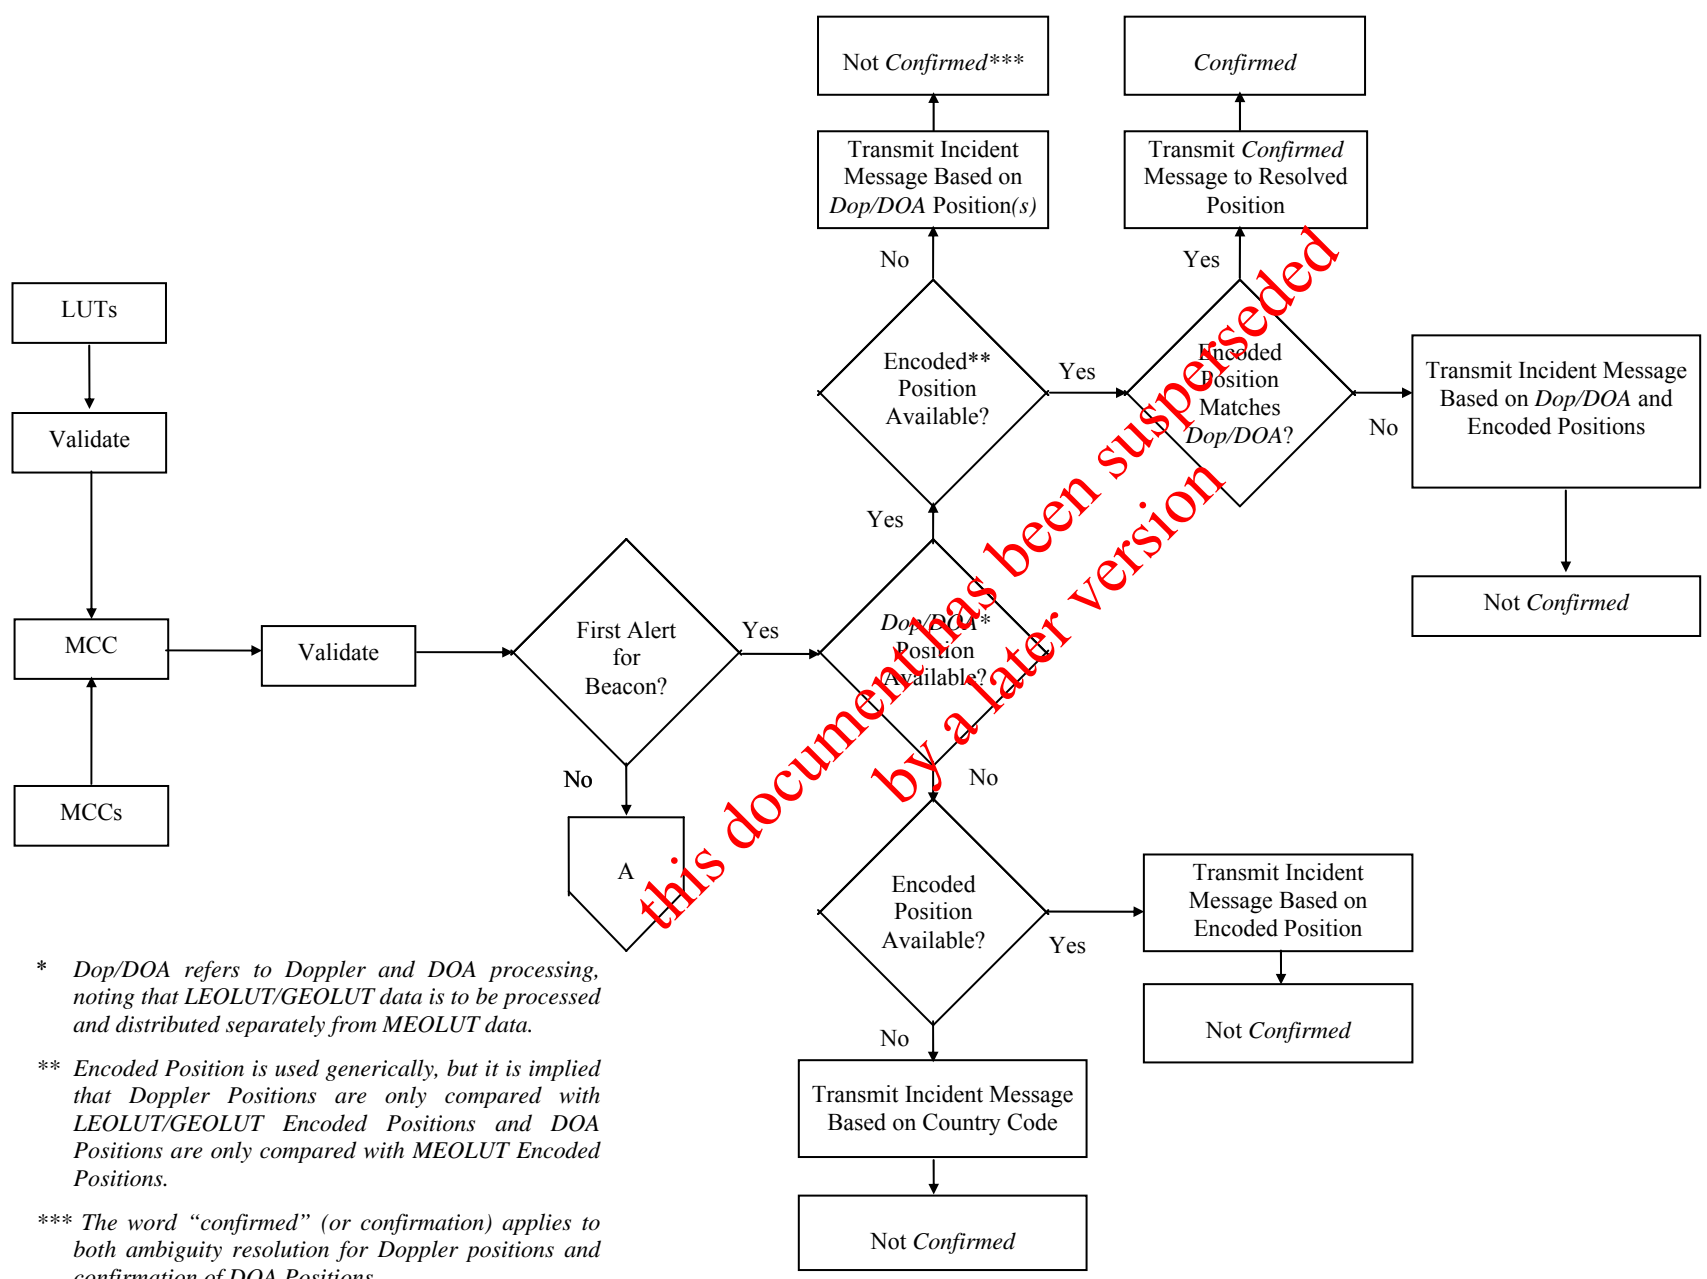 Not Confirmed***
Confirmed
Transmit Incident
Message Based on
Dop/DOA Position(s)
Transmit Confirmed
Message to Resolved
Position
No
Yes
LUTs
Validate
Encoded**
Position
Available?
Yes
Encoded
Position
Matches
Dop/DOA?
No
Transmit Incident Message
Based on Dop/DOA and
Encoded Positions
Not Confirmed
Yes
MCC
Validate
First Alert
for
Beacon?
Yes
Dop/DOA*
Position
Available?
No
No
MCCs
A
Encoded
Position
Available?
Yes
Transmit Incident
Message Based on
Encoded Position
Not Confirmed
No
Transmit Incident Message
Based on Country Code
Not Confirmed
* Dop/DOA refers to Doppler and DOA processing,
noting that LEOLUT/GEOLUT data is to be processed
and distributed separately from MEOLUT data.
** Encoded Position is used generically, but it is implied
that Doppler Positions are only compared with
LEOLUT/GEOLUT Encoded Positions and DOA
Positions are only compared with MEOLUT Encoded
Positions.
*** The word “confirmed” (or confirmation) applies to
both ambiguity resolution for Doppler positions and
confirmation of DOA Positions
this document has been susperseded
by a later version